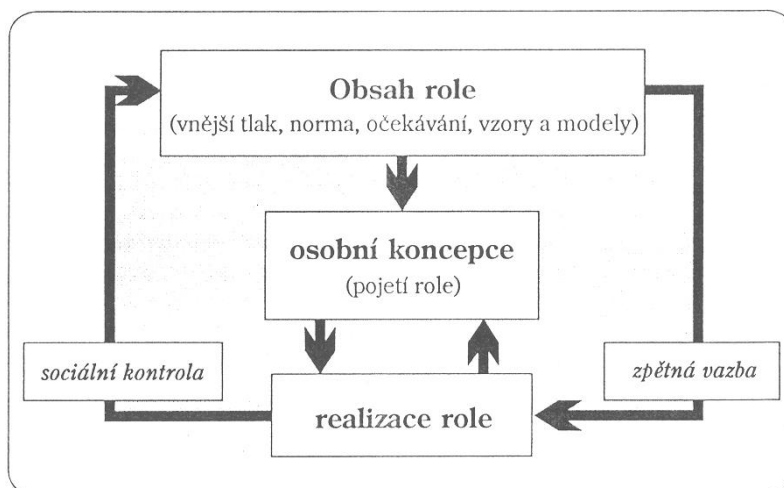 Obsah role
(vnější tlak, norma, očekávání, vzory a modely)
osobní koncepce
(pojetí role)
sociální kontrola
zpětná vazba
realizace role